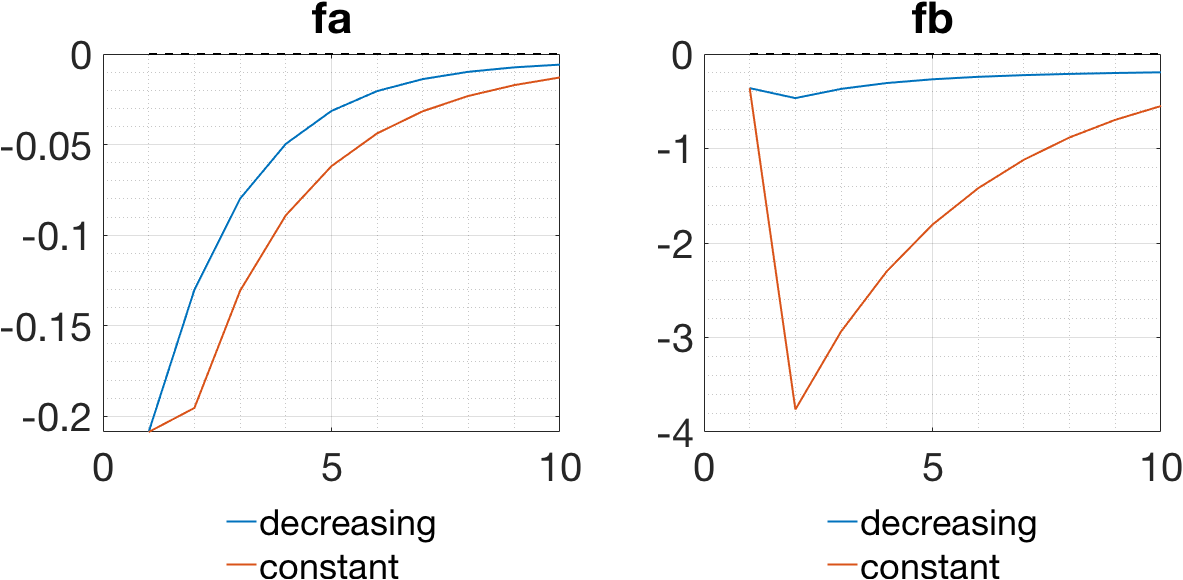 fa
0
-0.05
-0.1
-0.15
-0.2
0 5 10
decreasing
constant
fb
0
-1
-2
-3
-4
0 5 10
decreasing
constant